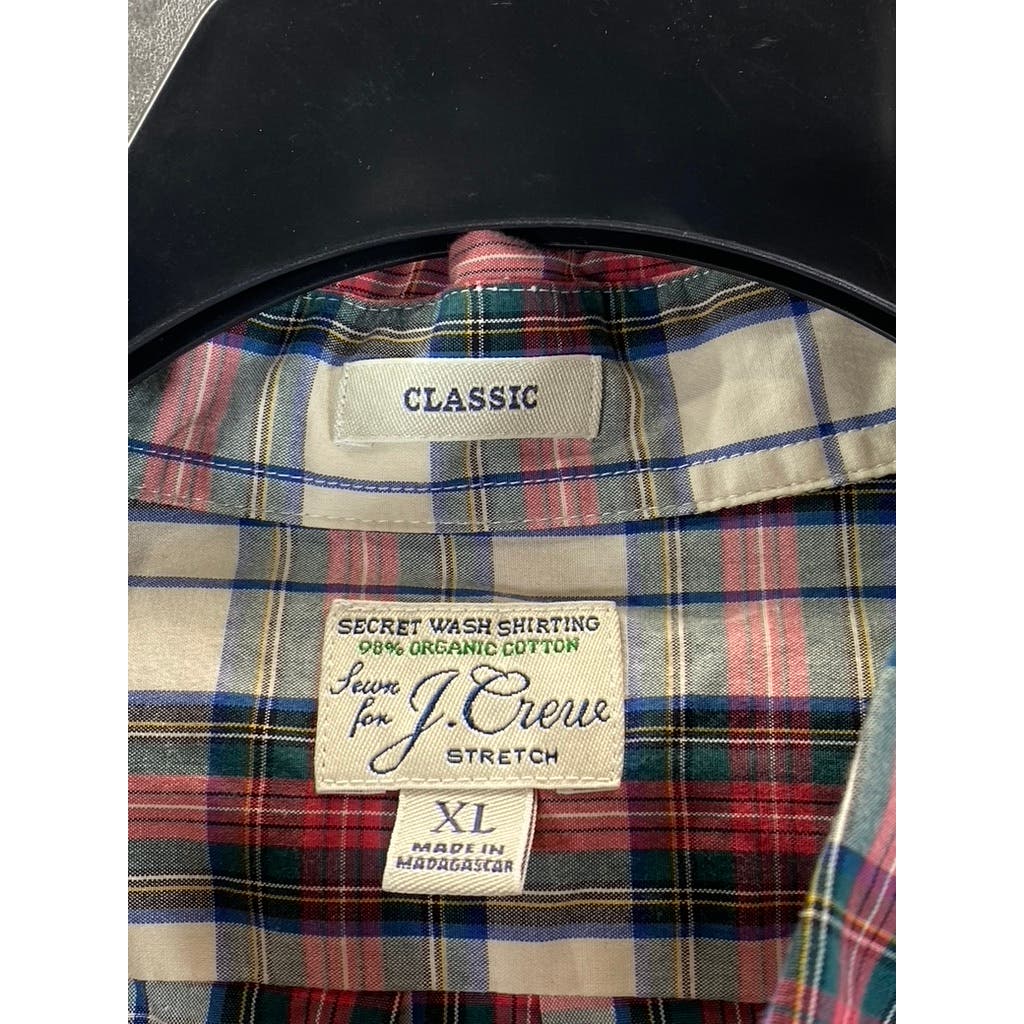 CLASSIC
SECRET WASH SHIRTING
98% ORGANIC COTTON
Sewn
for J.Crew
STRETCH
XL
MADE IN
MADAGASCAR